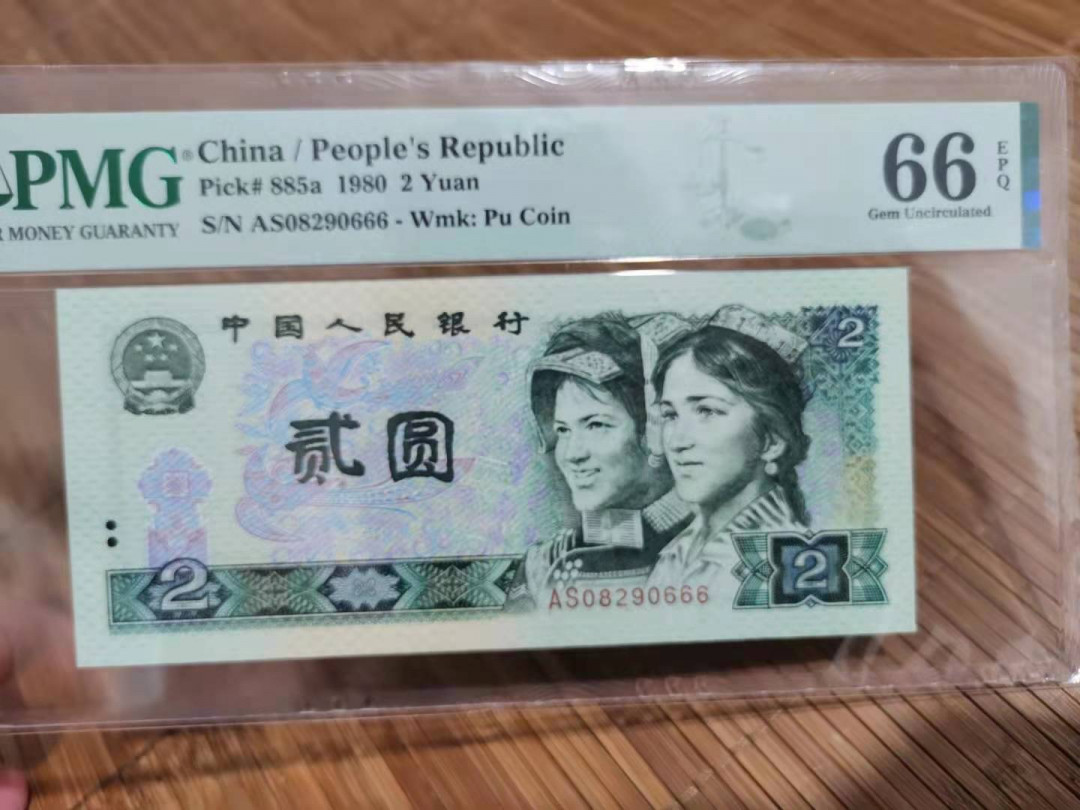 PMG
China / People's Republic
Pick# 885a 1980 2 Yuan
S/N AS08290666 - Wmk: Pu Coin
MONEY GUARANTY
66
EPQ
Gem Uncirculated
中国人民银行
2
贰圆
2
AS08290666
2